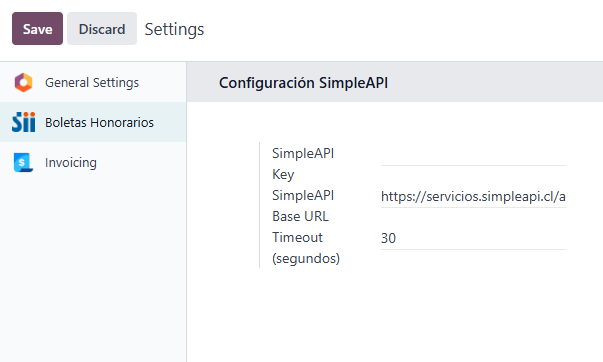 Save Discard Settings
General Settings
Sii Boletas Honorarios
Invoicing
Configuración SimpleAPI
SimpleAPI
Key
SimpleAPI
Base URL
https://servicios.simpleapi.cl/a
Timeout
(segundos)
30